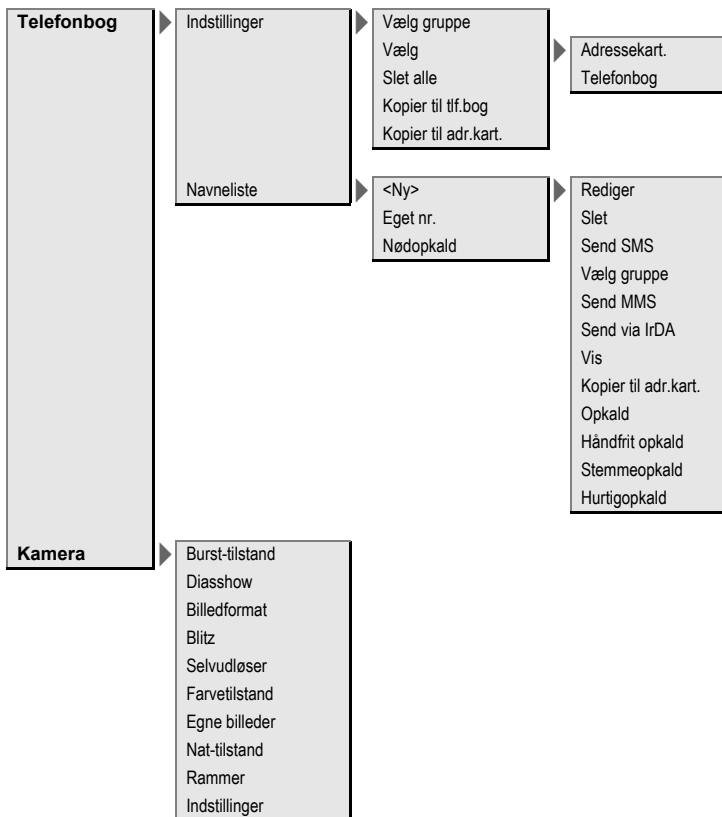 Telefonbog
Indstillinger
Vælg gruppe
Vælg
Slet alle
Kopier til tlf.bog
Kopier til adr.kart.
Adressekart.
Telefonbog
Navneliste
<Ny>
Eget nr.
Nødopkald
Rediger
Slet
Send SMS
Vælg gruppe
Send MMS
Send via IrDA
Vis
Kopier til adr.kart.
Opkald
Håndfrit opkald
Stemmeopkald
Hurtigopkald
Kamera
Burst-tilstand
Diasshow
Billedformat
Blitz
Selvudløser
Farvetilstand
Egne billeder
Nat-tilstand
Rammer
Indstillinger